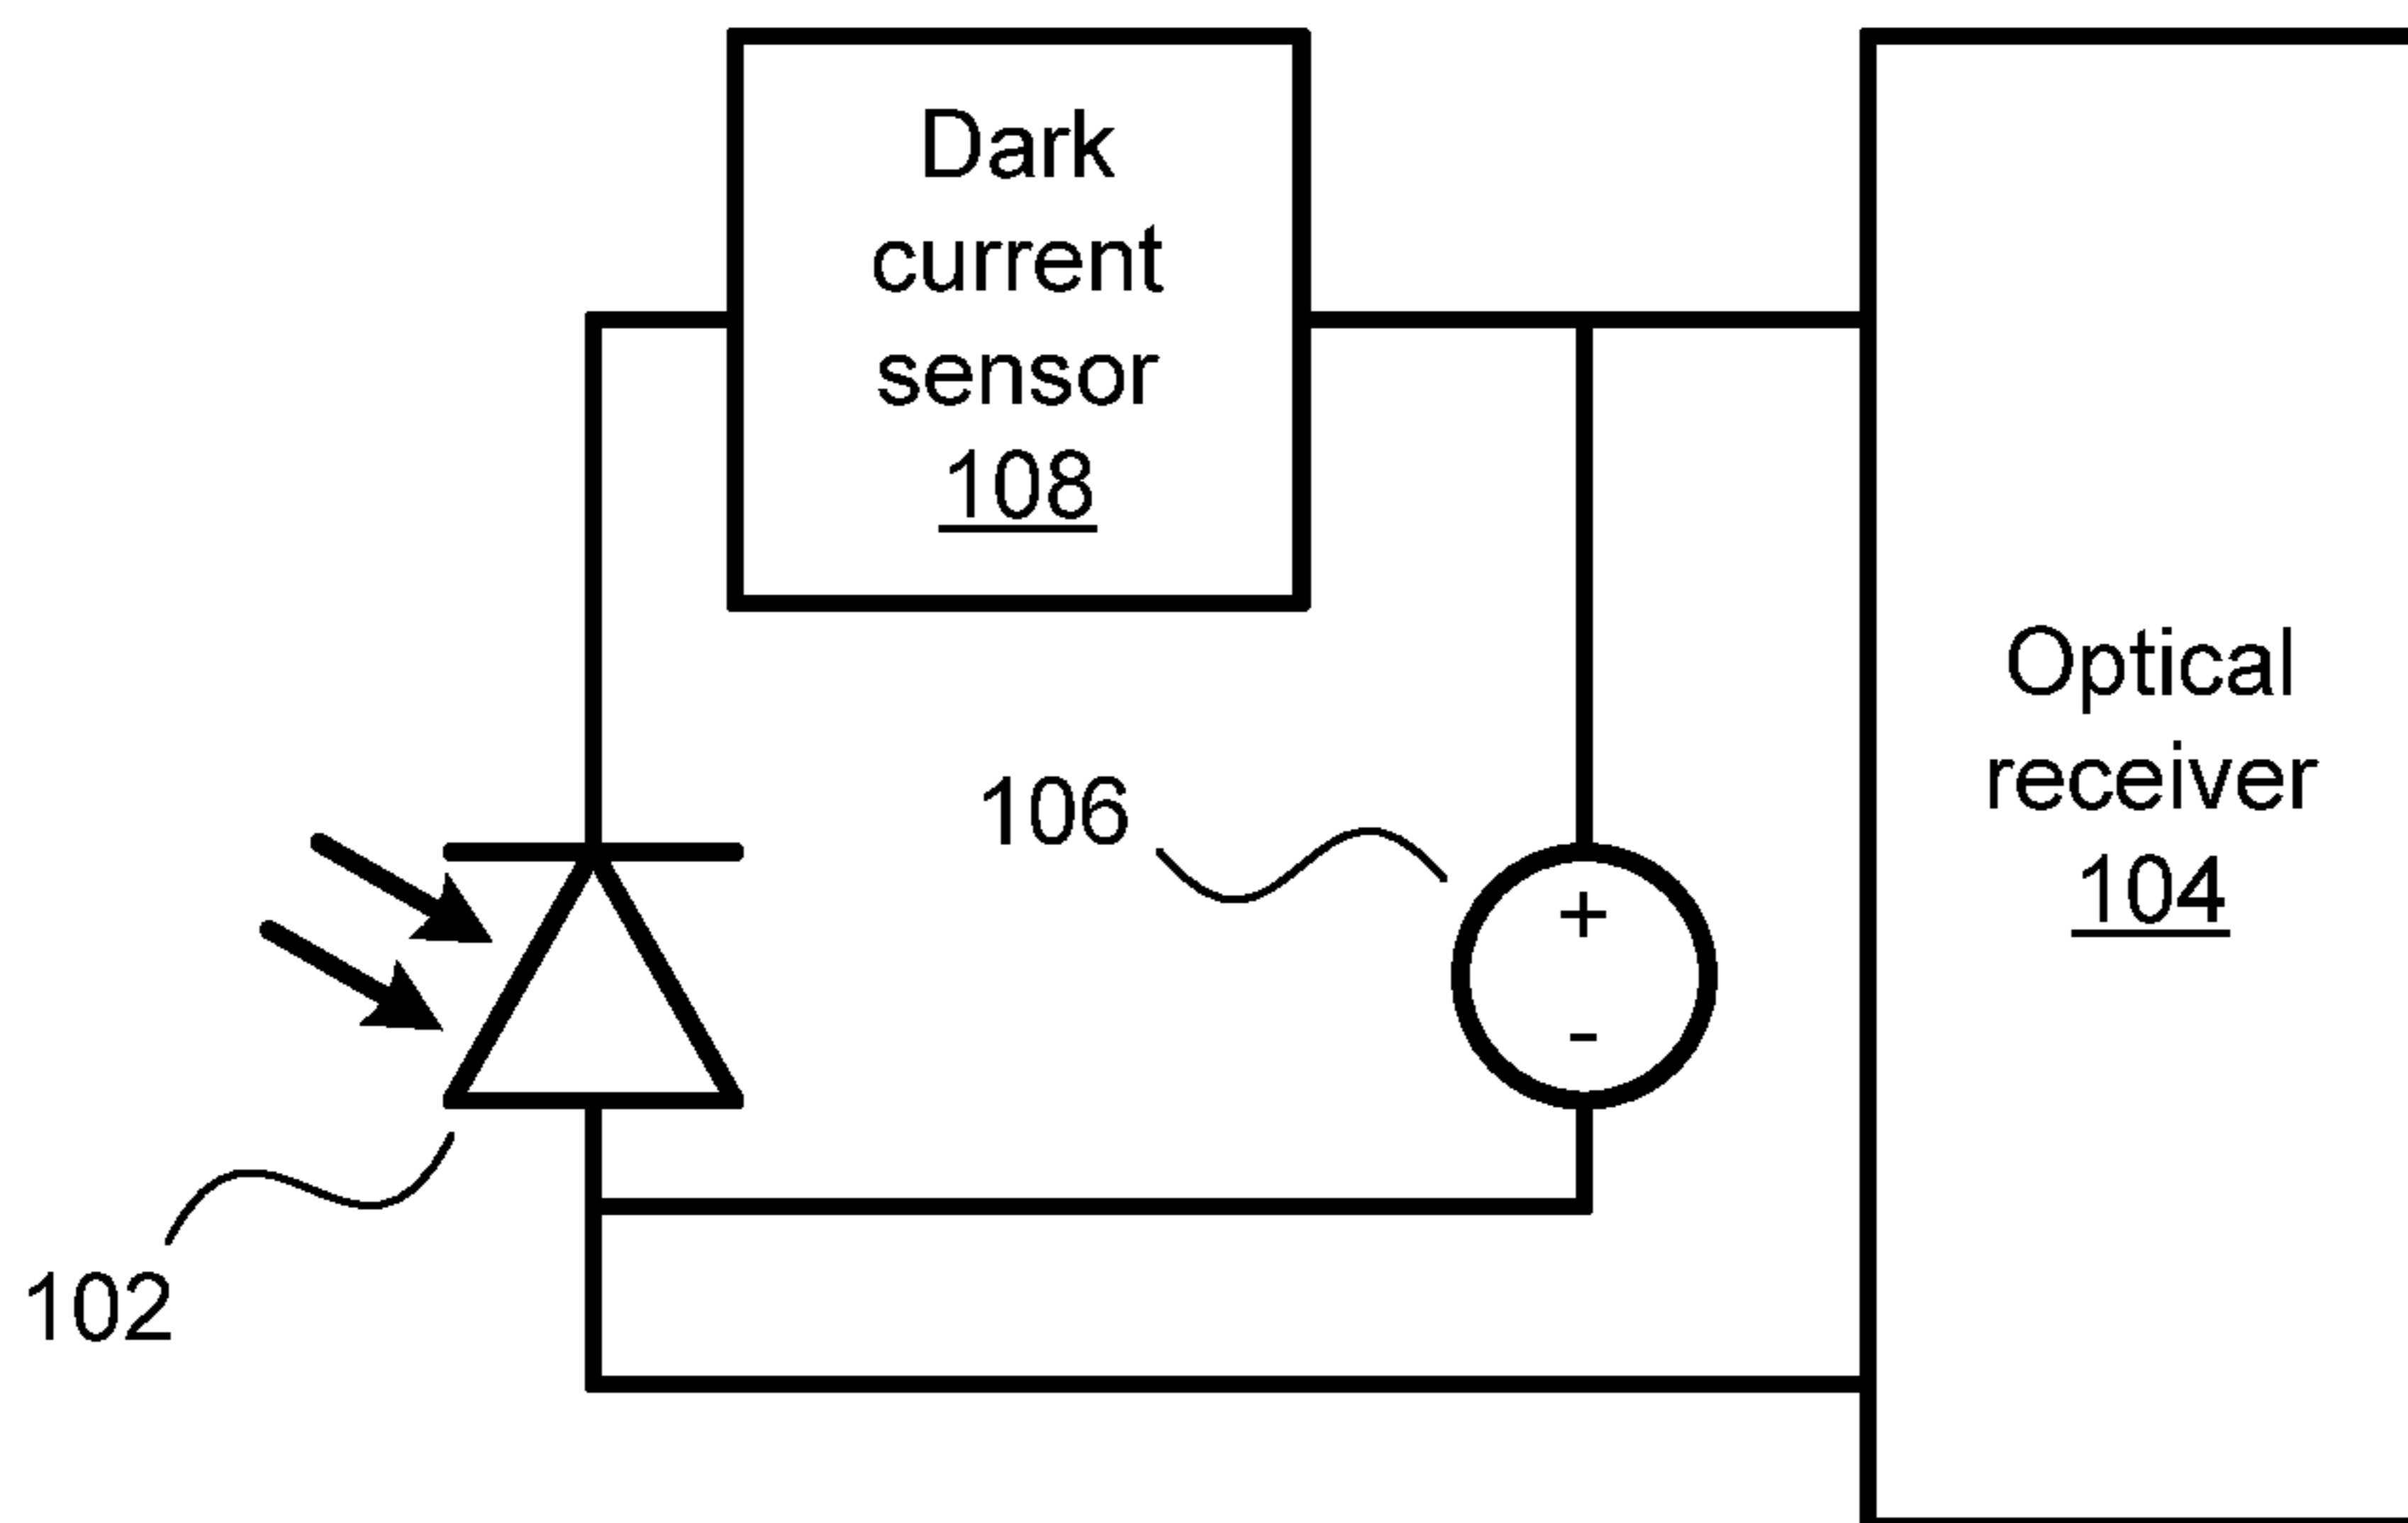 Dark
current
sensor
108
106
+
-
Optical
receiver
104
102